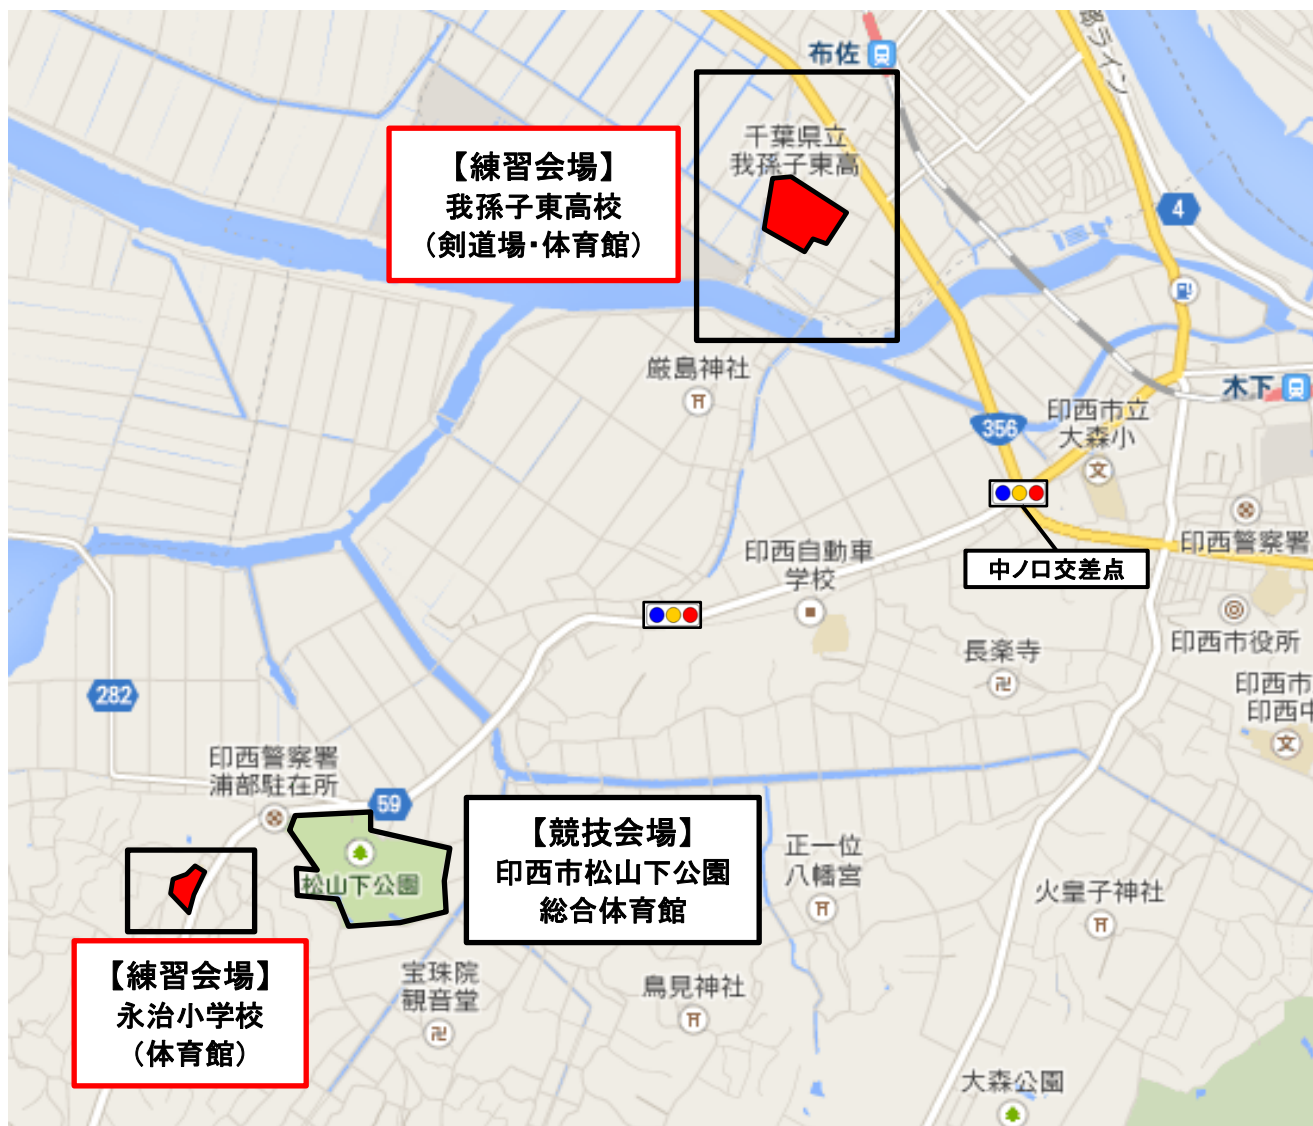 布佐
千葉県立
我孫子東高
【練習会場】
我孫子東高校
（剣道場・体育館）
4
厳島神社
木下
356
印西市立
大森小
文
印西警察署
中ノ口交差点
印西自動車
学校
印西市役所
長楽寺
卍
282
印西市
印西中
文
印西警察署
浦部駐在所
59
【競技会場】
印西市松山下公園
総合体育館
松山下公園
正一位
八幡宮
火皇子神社
【練習会場】
永治小学校
（体育館）
宝珠院
観音堂
卍
鳥見神社
大森公園